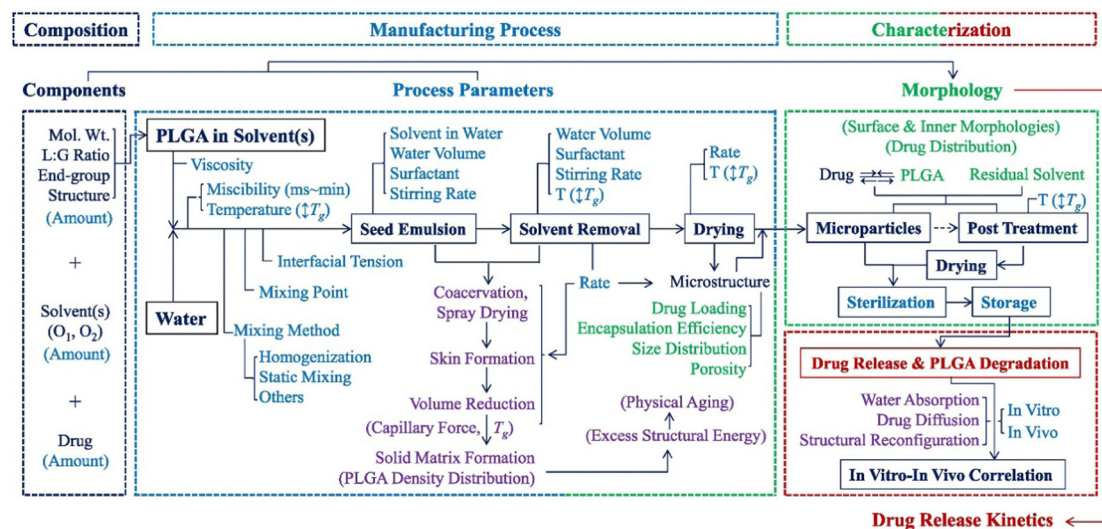 Composition
Manufacturing Process
Characterization
Components
Process Parameters
Morphology
Mol. Wt.
L:G Ratio
End-group
Structure
(Amount)
+
Solvent(s)
(O₁, O₂)
(Amount)
+
Drug
(Amount)
PLGA in Solvent(s)
Viscosity
Miscibility (ms~min)
Temperature (↕Tg)
Water
Interfacial Tension
Mixing Point
Mixing Method
Homogenization
Static Mixing
Others
Solvent in Water
Water Volume
Surfactant
Stirring Rate
Seed Emulsion
Water Volume
Surfactant
Stirring Rate
T (↕Tg)
Solvent Removal
Rate
T (↕Tg)
Drying
Coacervation,
Spray Drying
Skin Formation
Volume Reduction
(Capillary Force, Tg)
Solid Matrix Formation
(PLGA Density Distribution)
Rate
Microstructure
Drug Loading
Encapsulation Efficiency
Size Distribution
Porosity
(Physical Aging)
(Excess Structural Energy)
(Surface & Inner Morphologies)
(Drug Distribution)
Drug ⇌ PLGA
Residual Solvent
T (↕Tg)
Microparticles
Post Treatment
Drying
Sterilization
Storage
Drug Release & PLGA Degradation
Water Absorption
Drug Diffusion
Structural Reconfiguration
In Vitro
In Vivo
In Vitro-In Vivo Correlation
Drug Release Kinetics